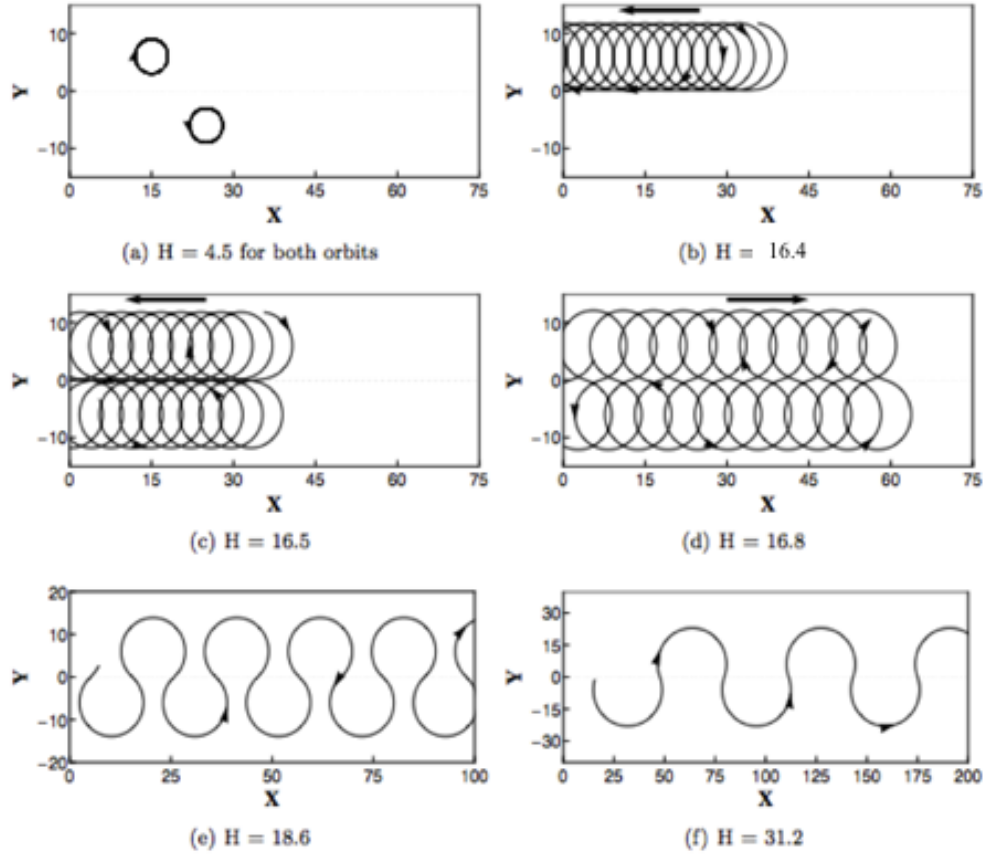 10
0
−10
Y
0 15 30 45 60 75
X
(a) H = 4.5 for both orbits
10
0
−10
Y
0 15 30 45 60 75
X
(b) H = 16.4
10
0
−10
Y
0 15 30 45 60 75
X
(c) H = 16.5
10
0
−10
Y
0 15 30 45 60 75
X
(d) H = 16.8
20
10
0
−10
−20
Y
0 25 50 75 100
X
(e) H = 18.6
30
15
0
−15
−30
Y
0 25 50 75 100 125 150 175 200
X
(f) H = 31.2